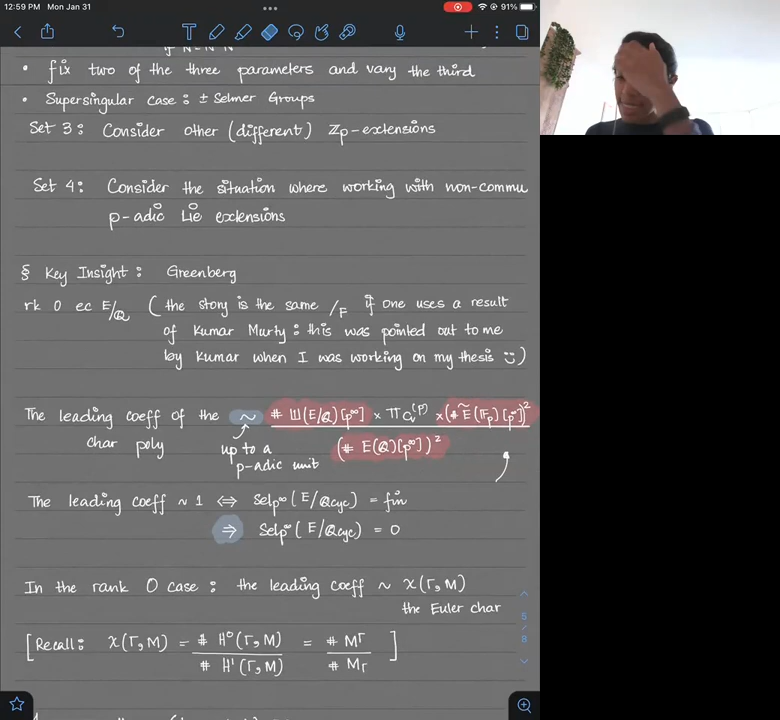 12:59 PM Mon Jan 31
91%
if N = N N
• fix two of the three parameters and vary the third
• Supersingular case: ± Selmer Groups
Set 3: Consider other (different) Zp-extensions
Set 4: Consider the situation where working with non-commu
p-adic Lie extensions
§ Key Insight: Greenberg
rk 0 ec E/ℚ (the story is the same /F if one uses a result
of Kumar Murty: this was pointed out to me
by Kumar when I was working on my thesis ☺)
The leading coeff of the char poly ~ # Ш(E/ℚ)[p^∞] × π c_v^(p) × (# Ẽ(𝔽p)[p^∞])² / (# E(ℚ)[p^∞])²
up to a
p-adic unit
The leading coeff ~ 1 ⇔ Selp∞(E/ℚcyc) = fin
⇒ Selp∞(E/ℚcyc) = 0
In the rank 0 case: the leading coeff ~ χ(Γ, M)
the Euler char
[Recall: χ(Γ, M) = # H⁰(Γ, M) / # H¹(Γ, M) = # M^Γ / # M_Γ ]
5
/
8